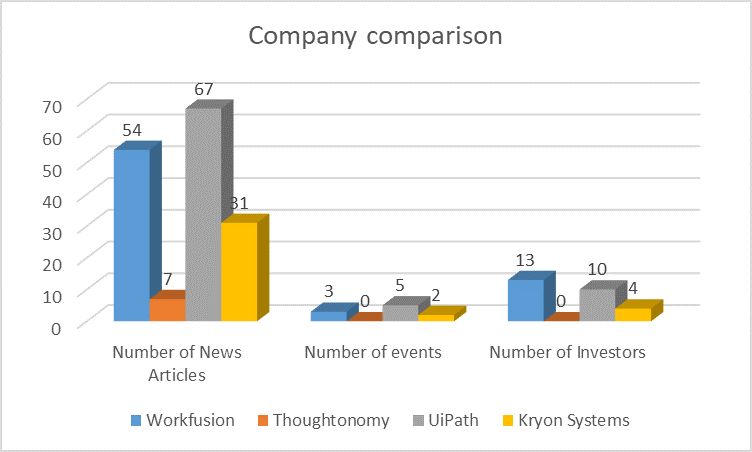 Company comparison
70
60
50
40
30
20
10
0
54
7
67
31
3
0
5
2
13
0
10
4
Number of News
Articles
Number of events
Number of Investors
Workfusion
Thoughtonomy
UiPath
Kryon Systems